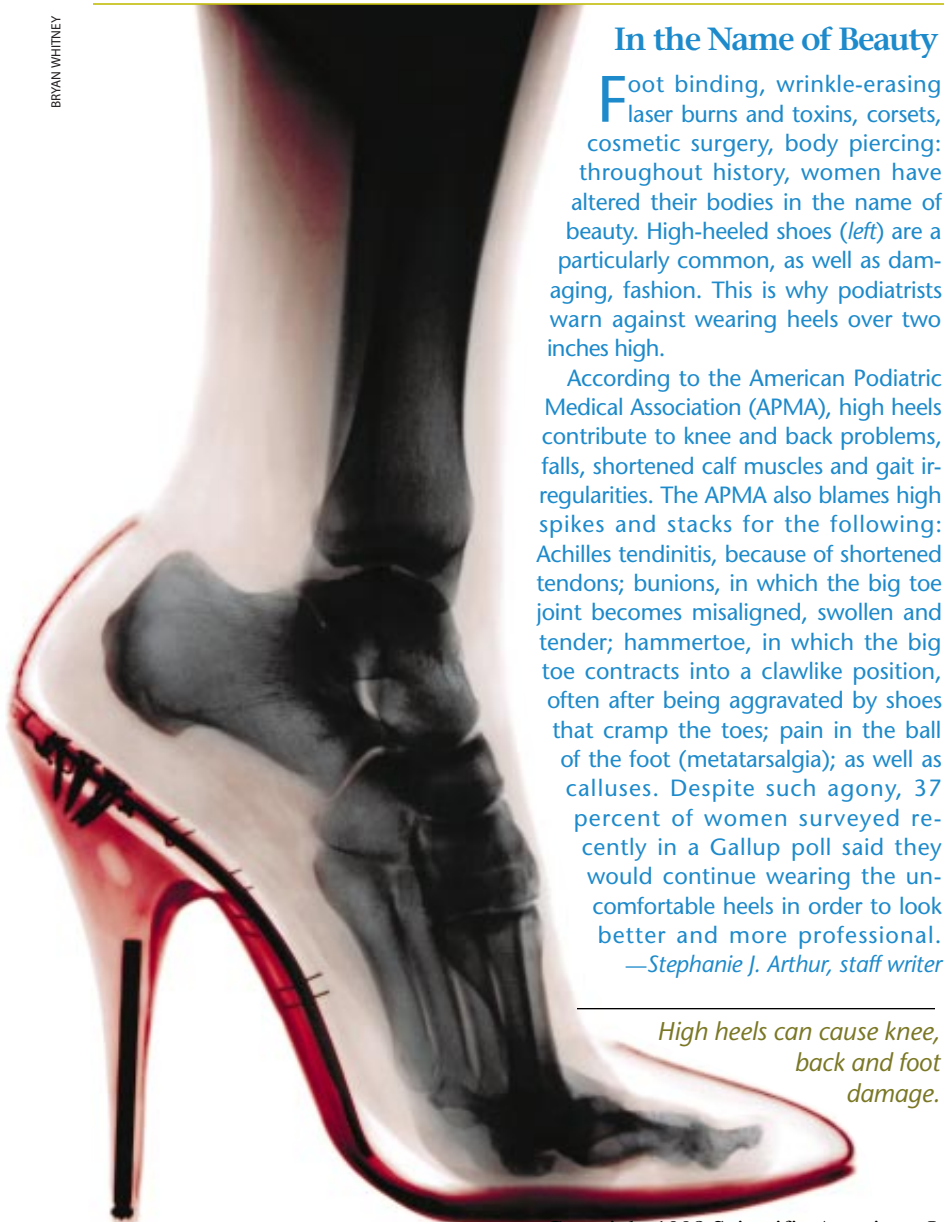 BRYAN WHITNEY
In the Name of Beauty
Foot binding, wrinkle-erasing
laser burns and toxins, corsets,
cosmetic surgery, body piercing:
throughout history, women have
altered their bodies in the name of
beauty. High-heeled shoes (left) are a
particularly common, as well as dam-
aging, fashion. This is why podiatrists
warn against wearing heels over two
inches high.
According to the American Podiatric
Medical Association (APMA), high heels
contribute to knee and back problems,
falls, shortened calf muscles and gait ir-
regularities. The APMA also blames high
spikes and stacks for the following:
Achilles tendinitis, because of shortened
tendons; bunions, in which the big toe
joint becomes misaligned, swollen and
tender; hammertoe, in which the big
toe contracts into a clawlike position,
often after being aggravated by shoes
that cramp the toes; pain in the ball
of the foot (metatarsalgia); as well as
calluses. Despite such agony, 37
percent of women surveyed re-
cently in a Gallup poll said they
would continue wearing the un-
comfortable heels in order to look
better and more professional.
—Stephanie J. Arthur, staff writer
High heels can cause knee,
back and foot
damage.